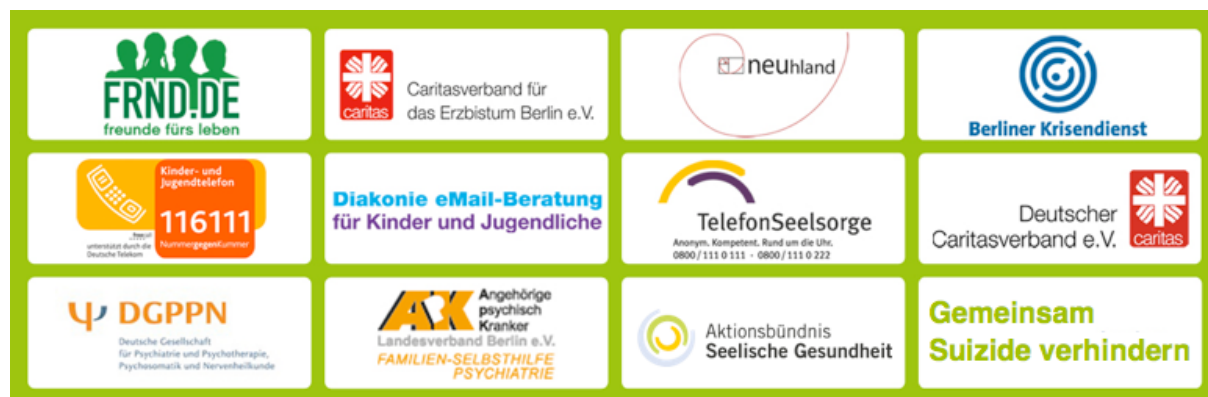 FRND.DE
freunde fürs leben
caritas
Caritasverband für
das Erzbistum Berlin e.V.
neuhland
Berliner Krisendienst
Kinder- und
Jugendtelefon
116111
NummergegenKummer
unterstützt durch die
Deutsche Telekom
Diakonie eMail-Beratung
für Kinder und Jugendliche
TelefonSeelsorge
Anonym. Kompetent. Rund um die Uhr.
0800/111 0 111 · 0800/111 0 222
Deutscher
Caritasverband e.V.
caritas
DGPPN
Deutsche Gesellschaft
für Psychiatrie und Psychotherapie,
Psychosomatik und Nervenheilkunde
Angehörige
psychisch
Kranker
Landesverband Berlin e.V.
FAMILIEN-SELBSTHILFE
PSYCHIATRIE
Aktionsbündnis
Seelische Gesundheit
Gemeinsam
Suizide verhindern